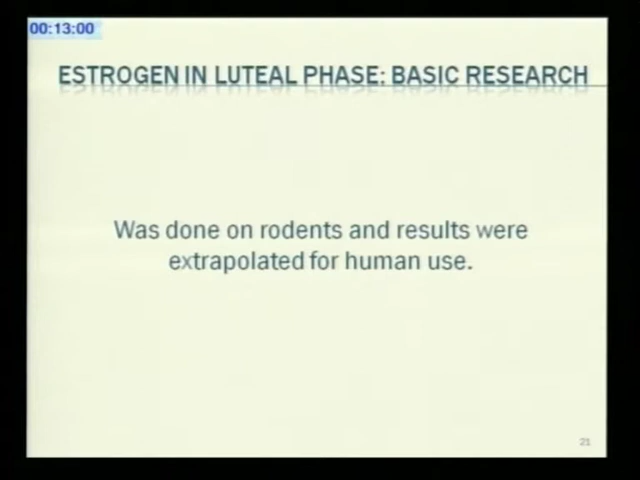 00:13:00
ESTROGEN IN LUTEAL PHASE: BASIC RESEARCH
Was done on rodents and results were
extrapolated for human use.
21